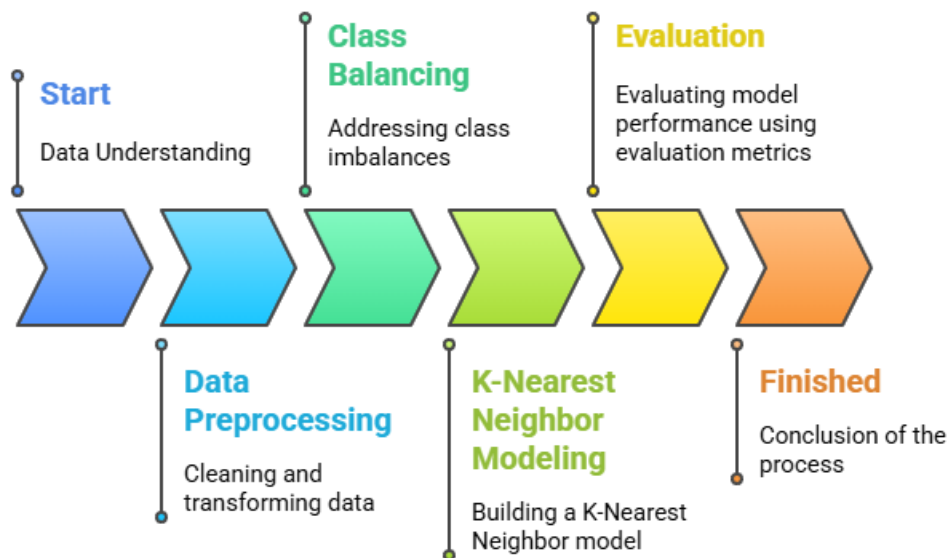 Start
Data Understanding
Data
Preprocessing
Cleaning and
transforming data
Class
Balancing
Addressing class
imbalances
K-Nearest
Neighbor
Modeling
Building a K-Nearest
Neighbor model
Evaluation
Evaluating model
performance using
evaluation metrics
Finished
Conclusion of the
process